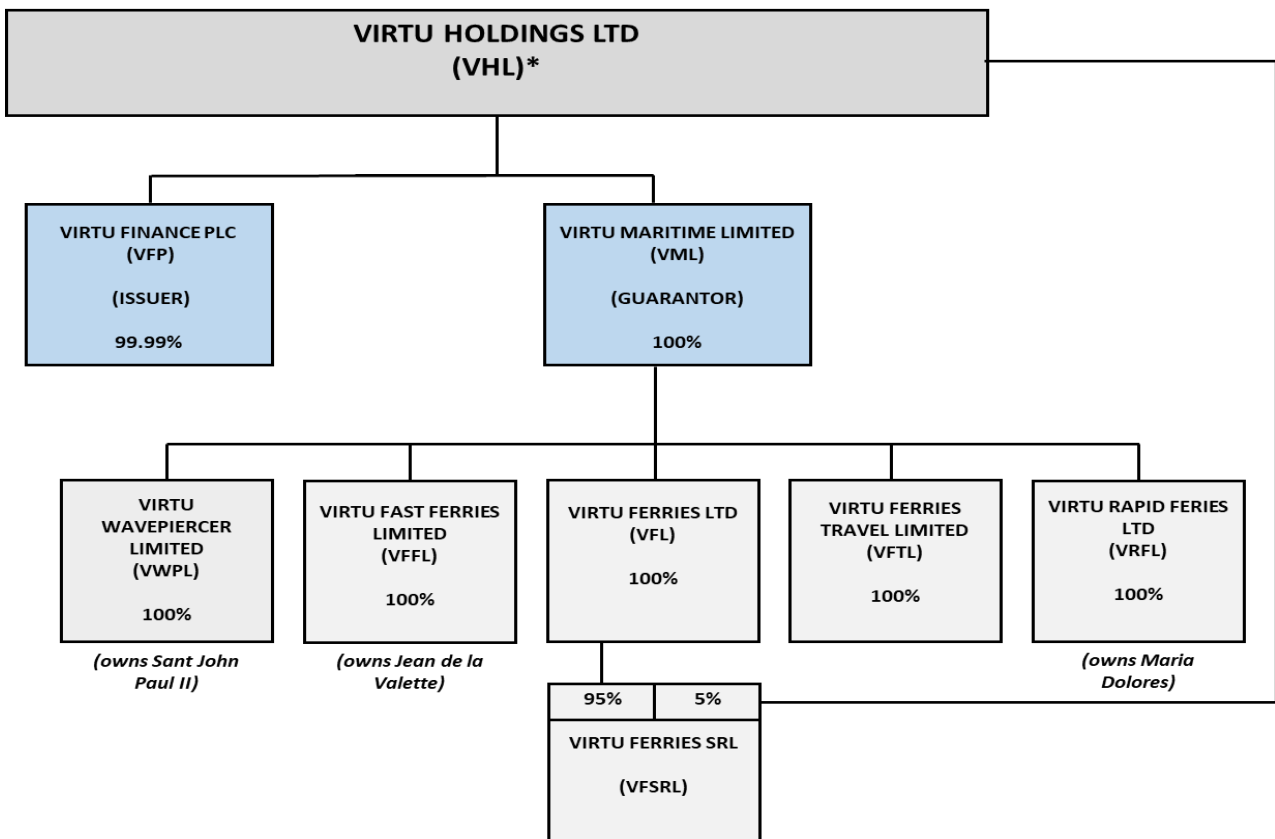 VIRTU HOLDINGS LTD
(VHL)*
VIRTU FINANCE PLC
(VFP)
(ISSUER)
99.99%
VIRTU MARITIME LIMITED
(VML)
(GUARANTOR)
100%
VIRTU
WAVEPIERCER
LIMITED
(VWPL)
100%
(owns Sant John
Paul II)
VIRTU FAST FERRIES
LIMITED
(VFFL)
100%
(owns Jean de la
Valette)
VIRTU FERRIES LTD
(VFL)
100%
VIRTU FERRIES
TRAVEL LIMITED
(VFTL)
100%
VIRTU RAPID FERIES
LTD
(VRFL)
100%
(owns Maria
Dolores)
95%
5%
VIRTU FERRIES SRL
(VFSRL)